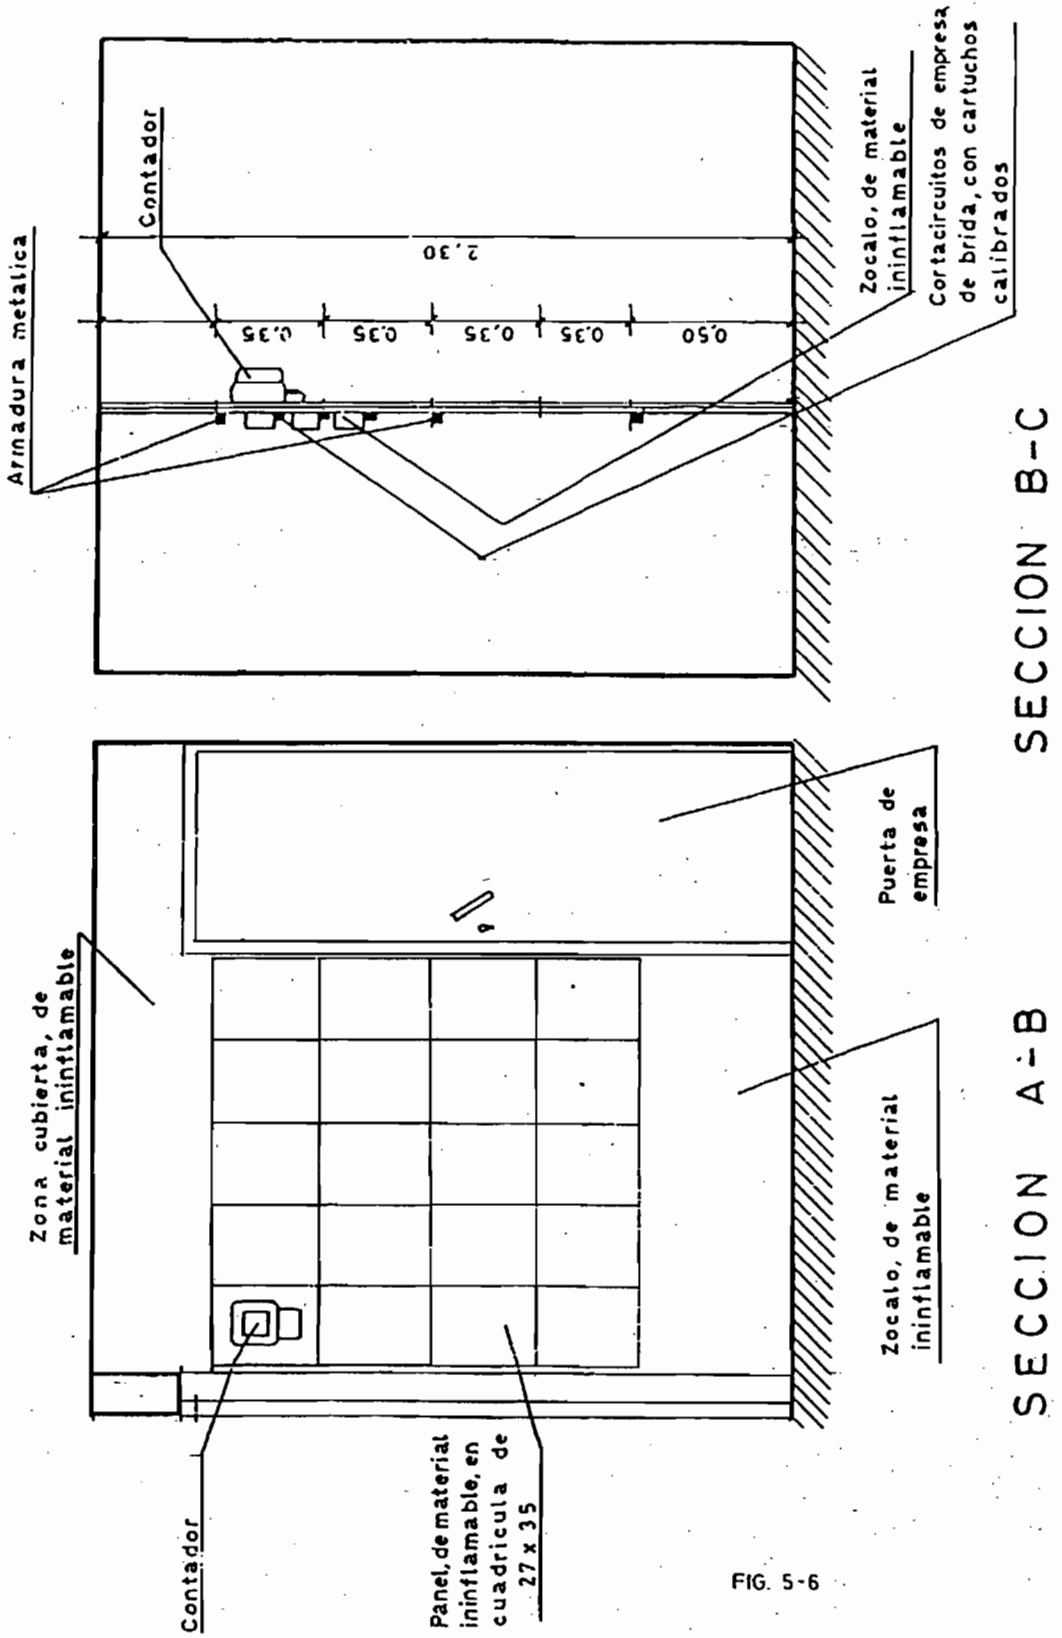 Armadura metalica
Contador
2,30
0,35
0,35
0,35
0,35
0,50
Zocalo, de material
ininflamable
Cortacircuitos de empresa
de brida, con cartuchos
calibrados
SECCION B-C
Zona cubierta, de
material ininflamable
Contador
Panel, de material
ininflamable, en
cuadricula de
27 x 35
Puerta de
empresa
Zocalo, de material
ininflamable
SECCION A-B
FIG. 5-6